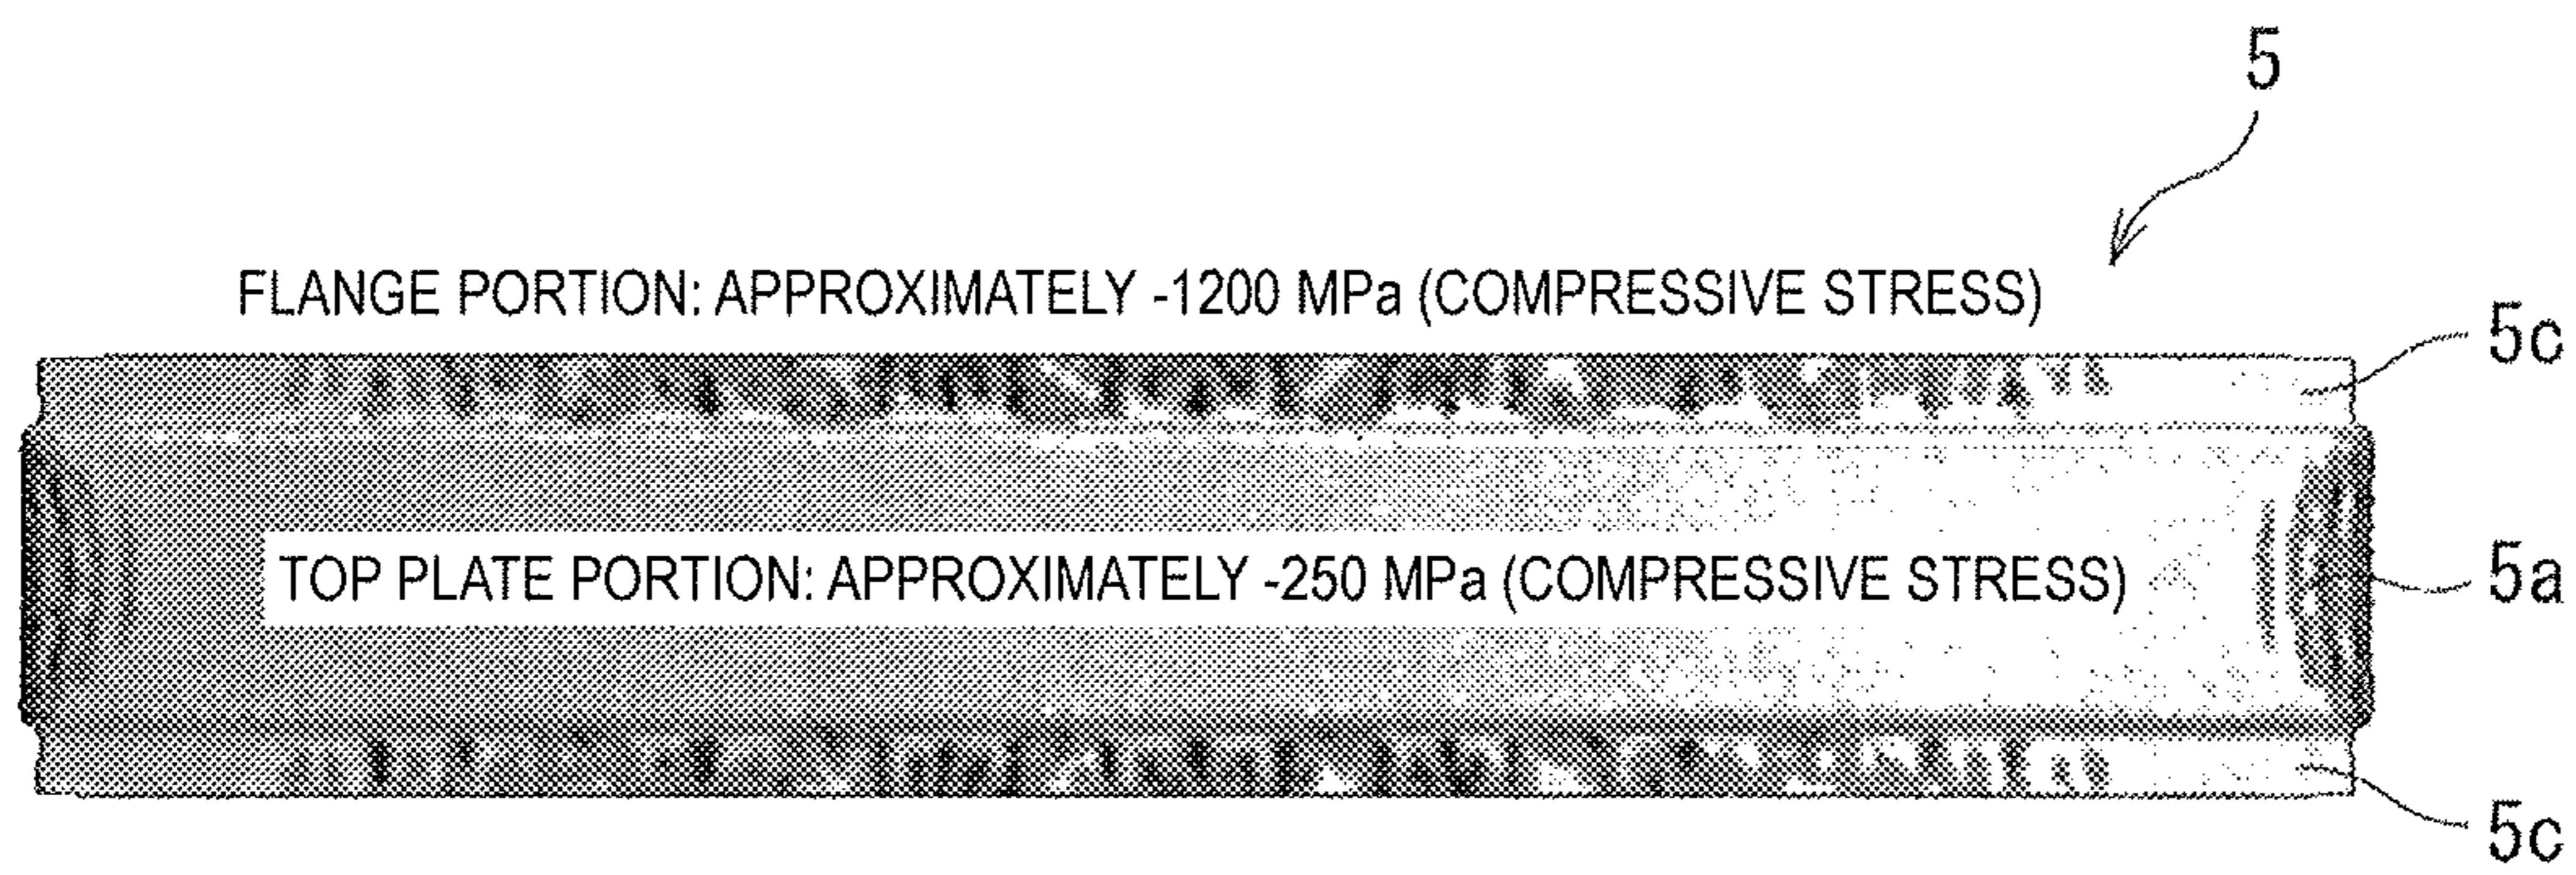 5
FLANGE PORTION: APPROXIMATELY -1200 MPa (COMPRESSIVE STRESS)
5c
TOP PLATE PORTION: APPROXIMATELY -250 MPa (COMPRESSIVE STRESS)
5a
5c